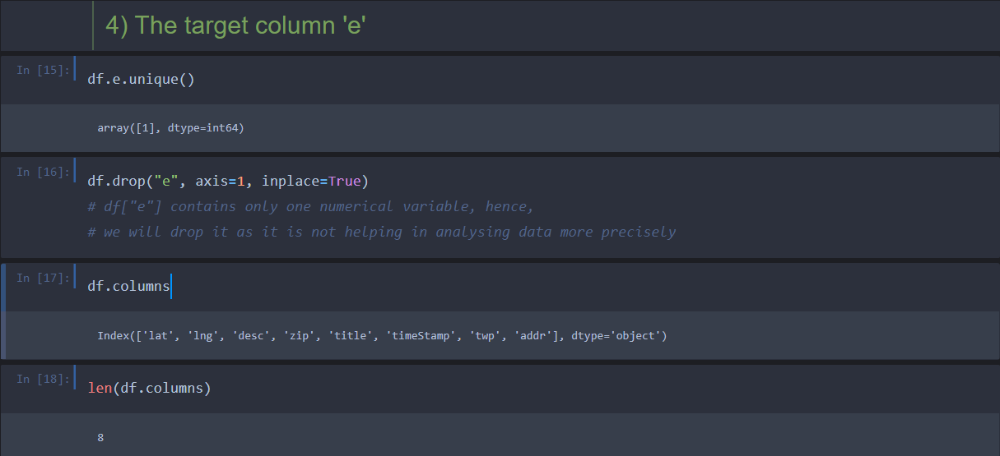 4) The target column 'e'
In [15]:
df.e.unique()
array([1], dtype=int64)
In [16]:
df.drop("e", axis=1, inplace=True)
# df["e"] contains only one numerical variable, hence,
# we will drop it as it is not helping in analysing data more precisely
In [17]:
df.columns
Index(['lat', 'lng', 'desc', 'zip', 'title', 'timeStamp', 'twp', 'addr'], dtype='object')
In [18]:
len(df.columns)
8